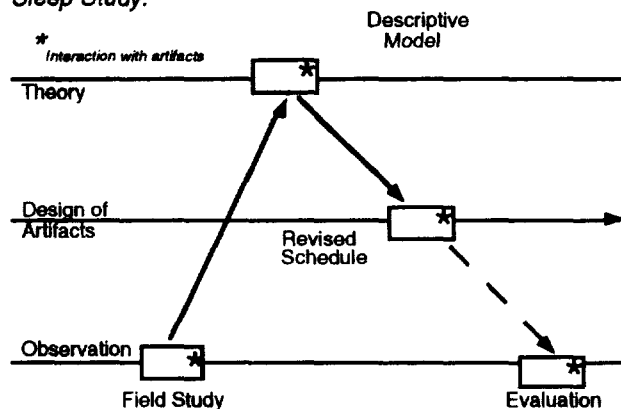 Sleep Study.
Descriptive
Model
* Interaction with artifacts
*
Theory
Design of
Artifacts
*
Revised
Schedule
Observation
*
*
Field Study
Evaluation